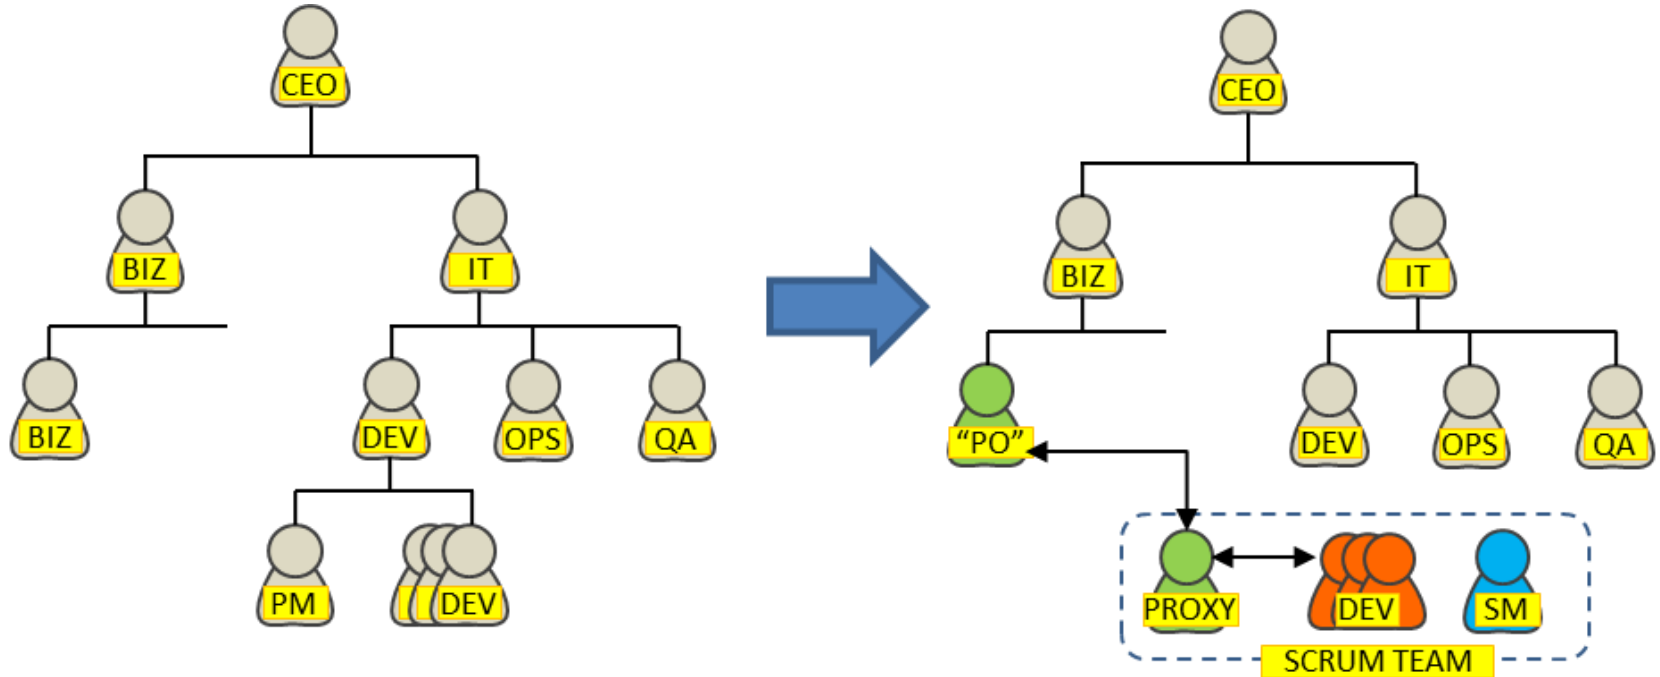 CEO
BIZ
IT
BIZ
DEV
OPS
QA
PM
DEV
CEO
BIZ
IT
“PO”
DEV
OPS
QA
PROXY
DEV
SM
SCRUM TEAM